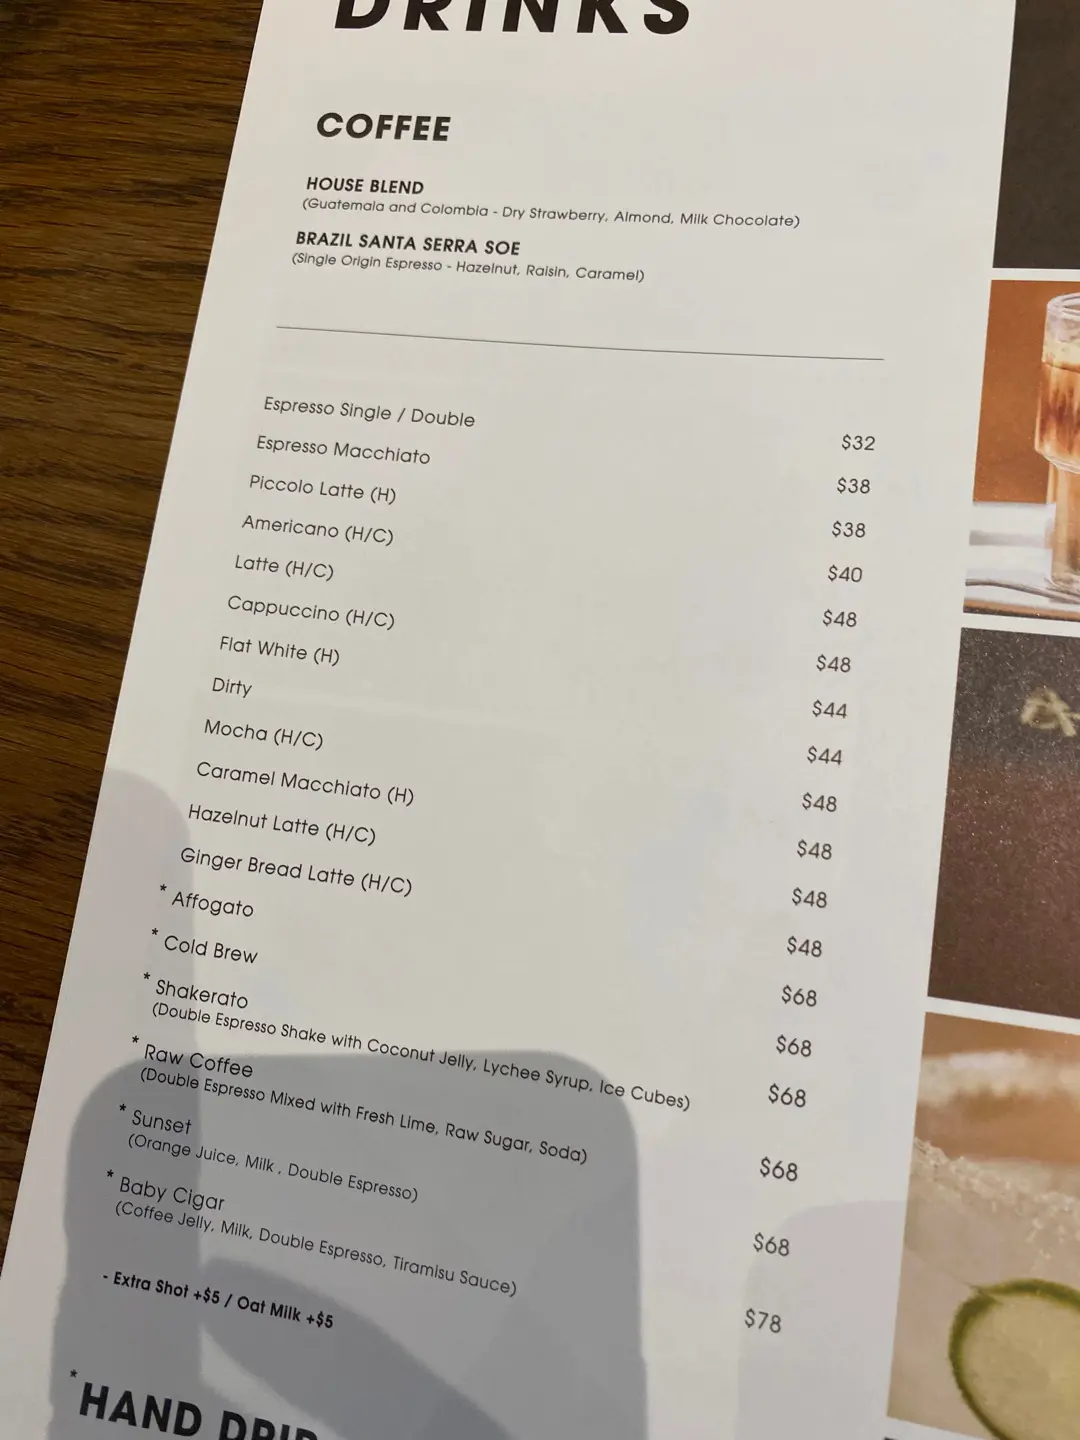 DRINKS
COFFEE
HOUSE BLEND
(Guatemala and Colombia - Dry Strawberry, Almond, Milk Chocolate)
BRAZIL SANTA SERRA SOE
(Single Origin Espresso - Hazelnut, Raisin, Caramel)
Espresso Single / Double $32
Espresso Macchiato $38
Piccolo Latte (H) $38
Americano (H/C) $40
Latte (H/C) $48
Cappuccino (H/C) $48
Flat White (H) $44
Dirty $44
Mocha (H/C) $48
Caramel Macchiato (H) $48
Hazelnut Latte (H/C) $48
Ginger Bread Latte (H/C) $48
* Affogato $68
* Cold Brew $68
* Shakerato $68
(Double Espresso Shake with Coconut Jelly, Lychee Syrup, Ice Cubes)
* Raw Coffee $68
(Double Espresso Mixed with Fresh Lime, Raw Sugar, Soda)
* Sunset $68
(Orange Juice, Milk , Double Espresso)
* Baby Cigar $78
(Coffee Jelly, Milk, Double Espresso, Tiramisu Sauce)
- Extra Shot +$5 / Oat Milk +$5
* HAND DRIP